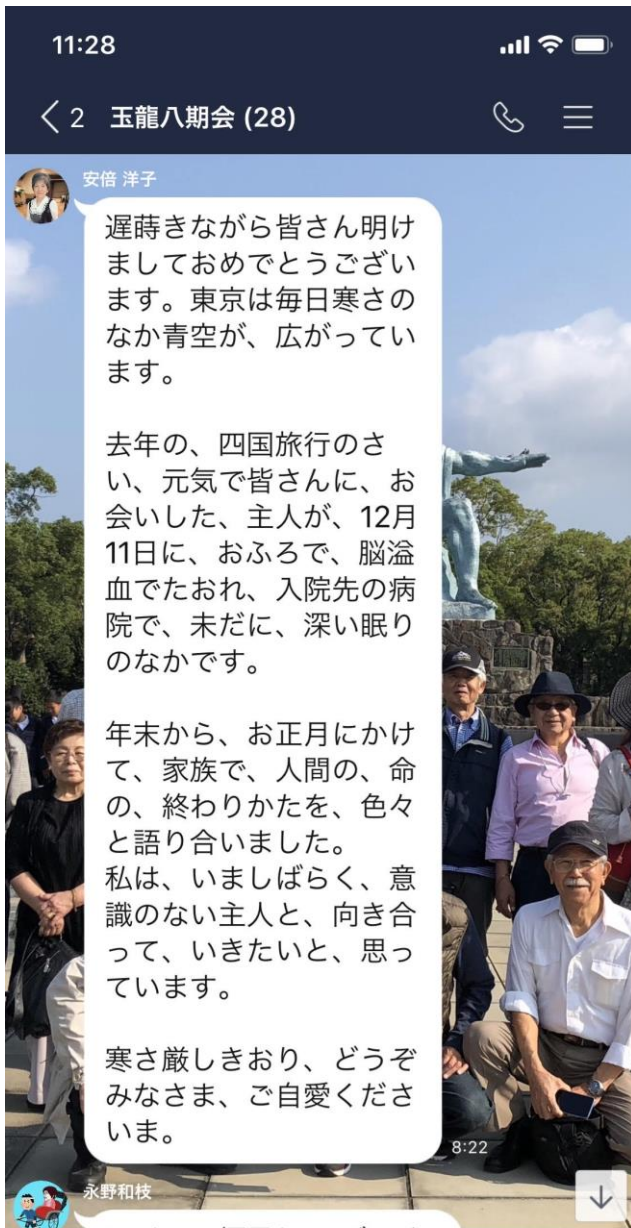 11:28
2 玉龍八期会 (28)
安倍 洋子
遅蒔きながら皆さん明け
ましておめでとうござい
ます。東京は毎日寒さの
なか青空が、広がってい
ます。
去年の、四国旅行のさ
い、元気で皆さんに、お
会いした、主人が、12月
11日に、おふろで、脳溢
血でたおれ、入院先の病
院で、未だに、深い眠り
のなかです。
年末から、お正月にかけ
て、家族で、人間の、命
の、終わりかたを、色々
と語り合いました。
私は、いましばらく、意
識のない主人と、向き合
って、いきたいと、思っ
ています。
寒さ厳しきおり、どうぞ
みなさま、ご自愛くださ
いま。
8:22
永野和枝